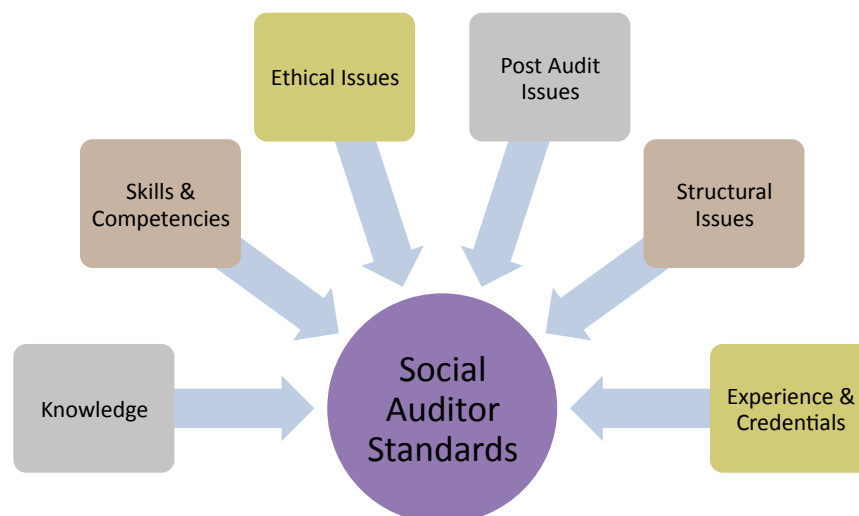 Ethical Issues
Post Audit
Issues
Skills &
Competencies
Structural
Issues
Knowledge
Social
Auditor
Standards
Experience &
Credentials